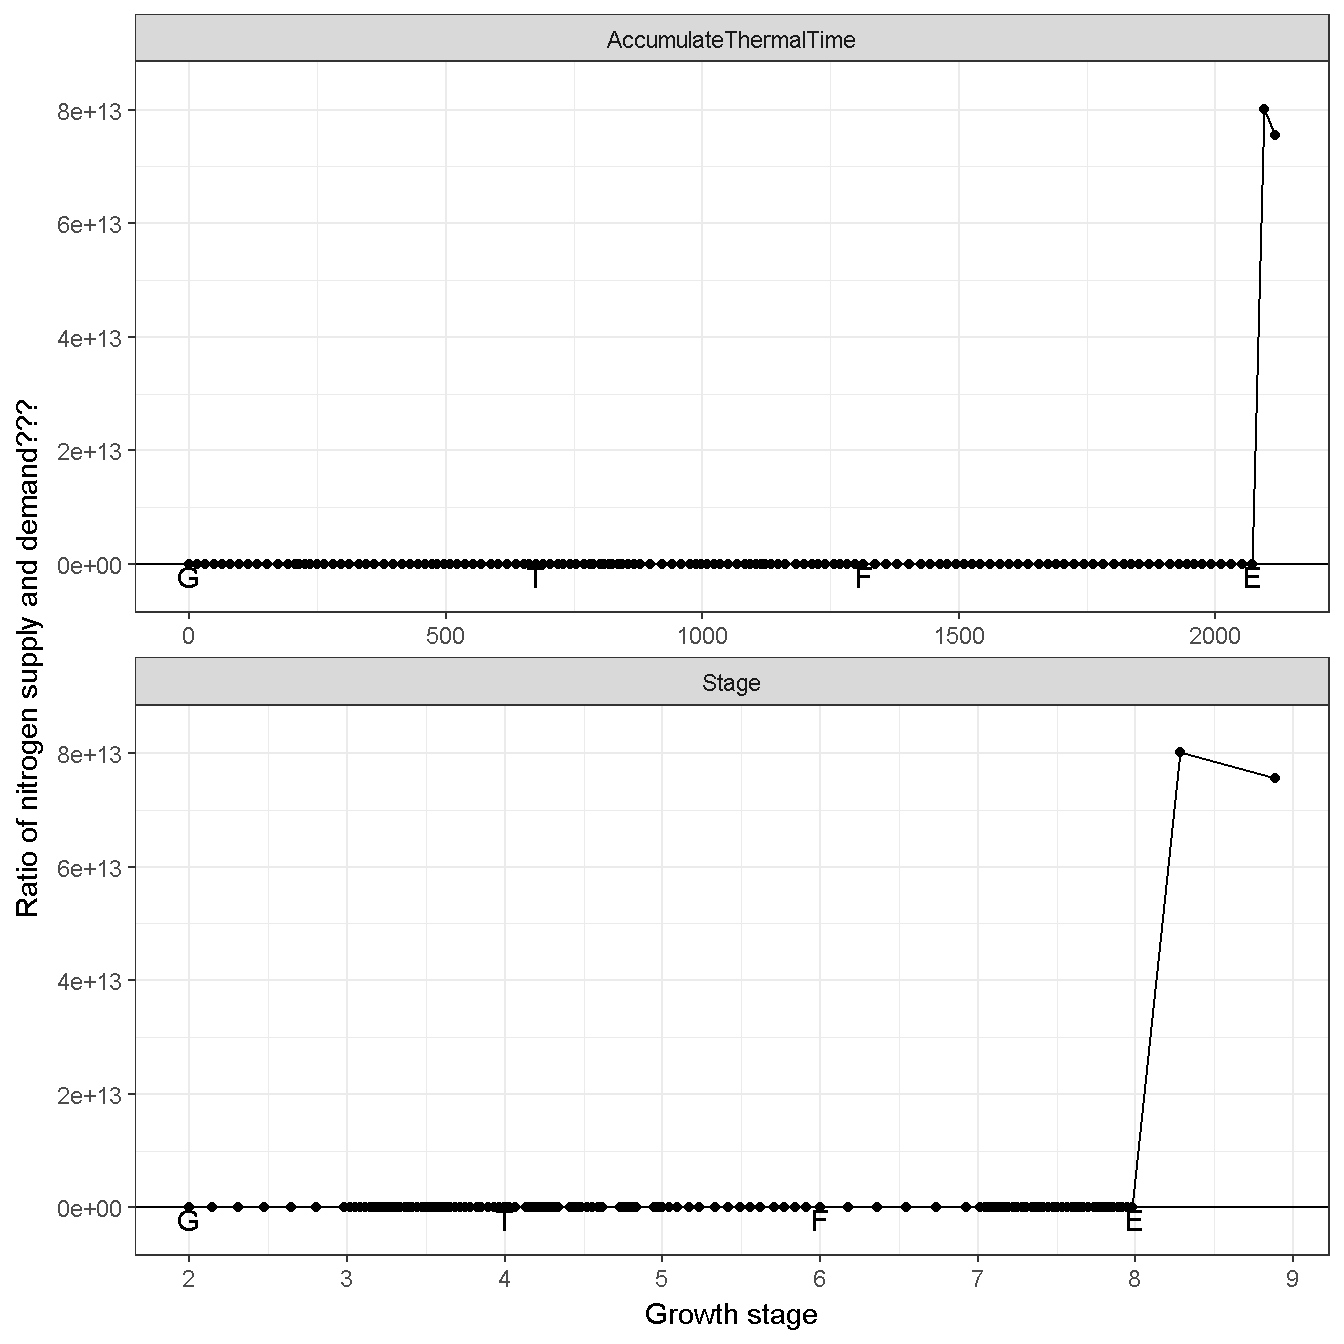 AccumulateThermalTime
8e+13
6e+13
4e+13
2e+13
0e+00
G T F E
0 500 1000 1500 2000
Ratio of nitrogen supply and demand???
Stage
8e+13
6e+13
4e+13
2e+13
0e+00
G T F E
2 3 4 5 6 7 8 9
Growth stage